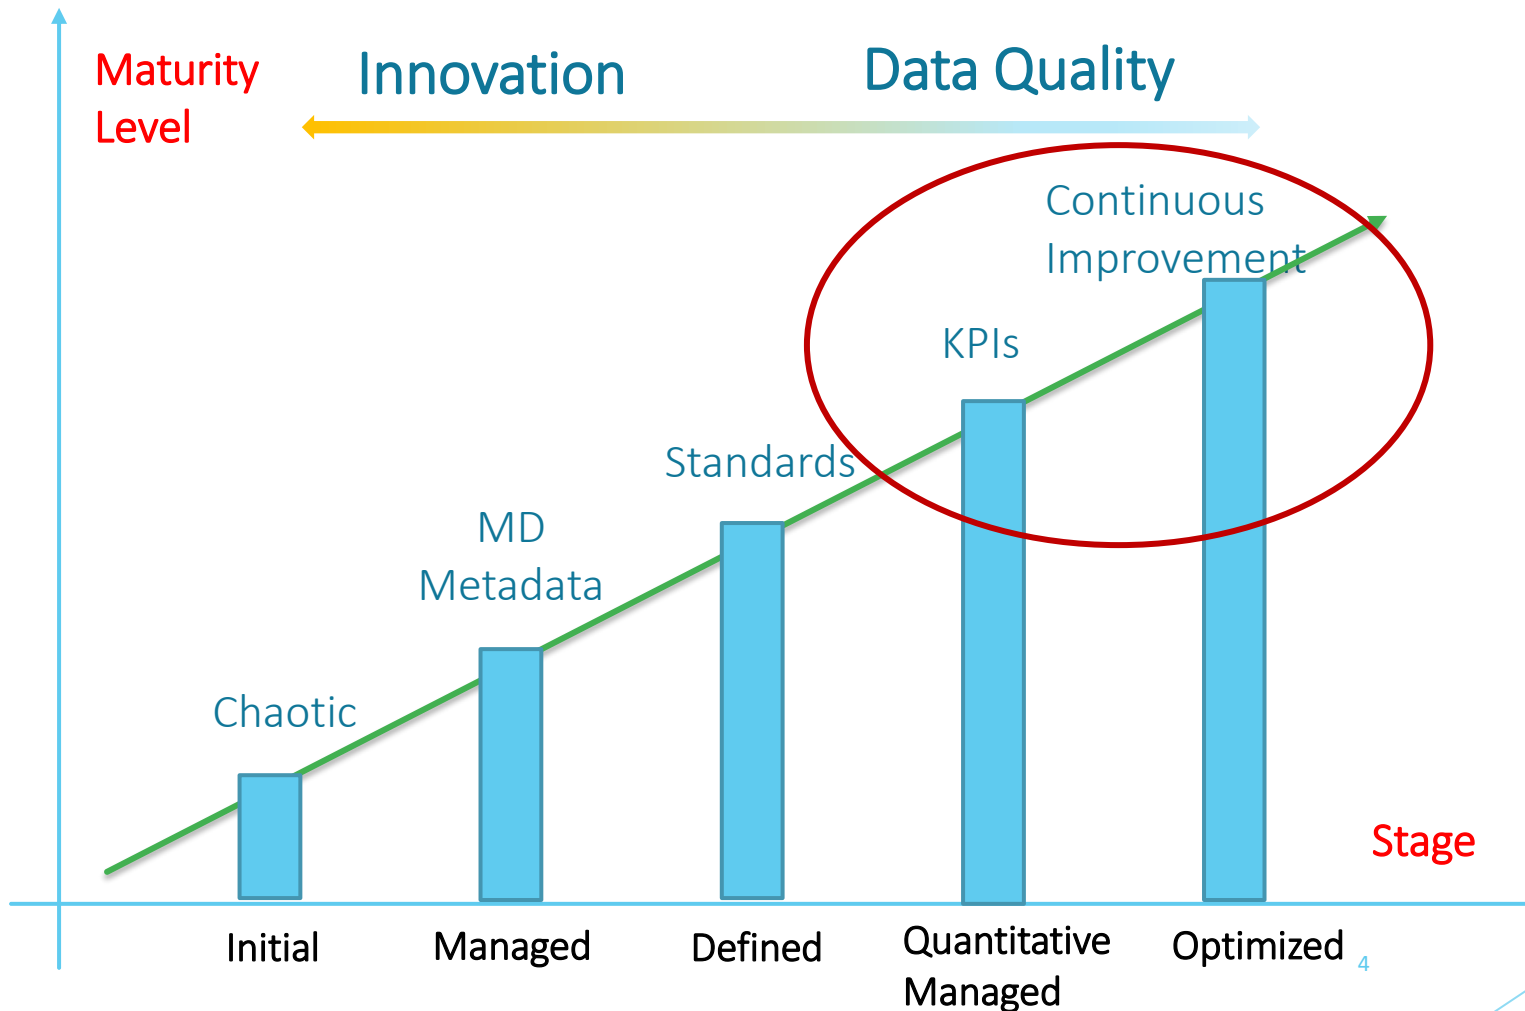 Maturity
Level
Innovation
Data Quality
Continuous
Improvement
KPIs
Standards
MD
Metadata
Chaotic
Stage
Initial
Managed
Defined
Quantitative
Managed
Optimized
4